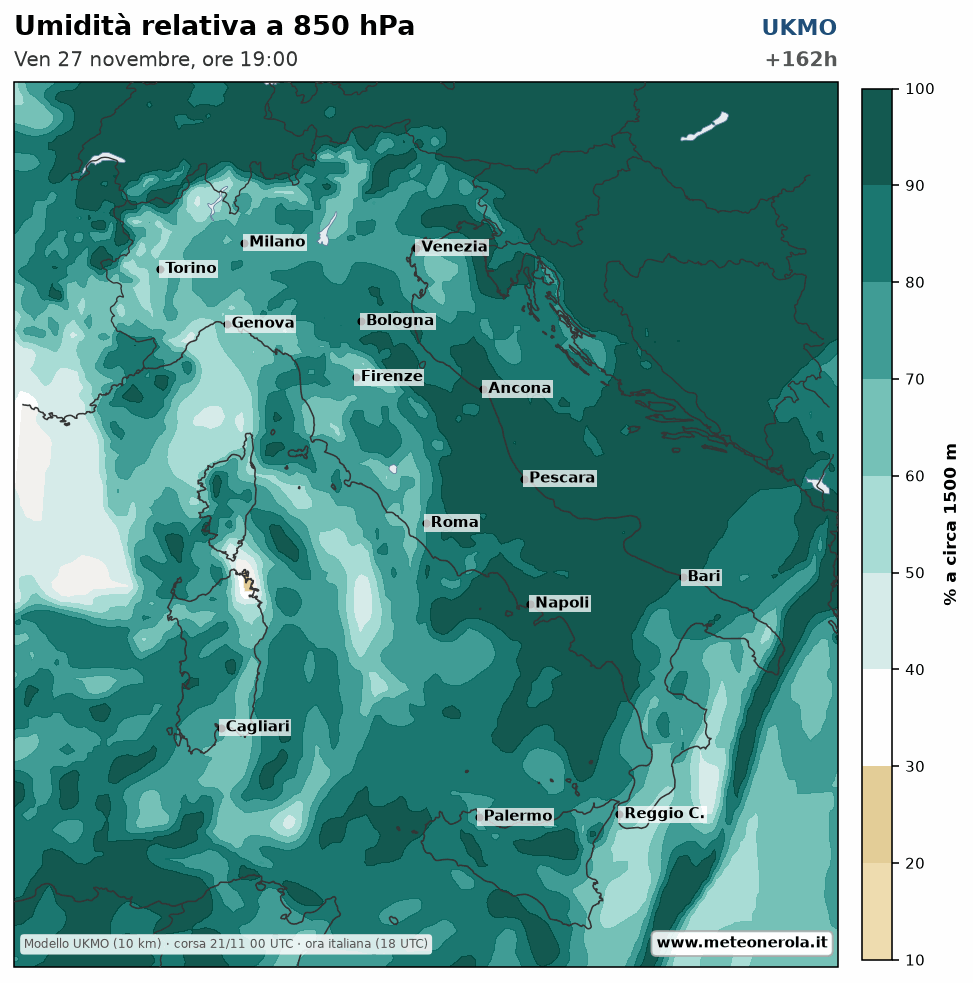 Umidità relativa a 850 hPa
UKMO
Ven 27 novembre, ore 19:00
+162h
Milano
Venezia
Torino
Genova
Bologna
Firenze
Ancona
Pescara
Roma
Bari
Napoli
Cagliari
Palermo
Reggio C.
100
90
80
70
60
50
40
30
20
10
% a circa 1500 m
Modello UKMO (10 km) · corsa 21/11 00 UTC · ora italiana (18 UTC)
www.meteonerola.it